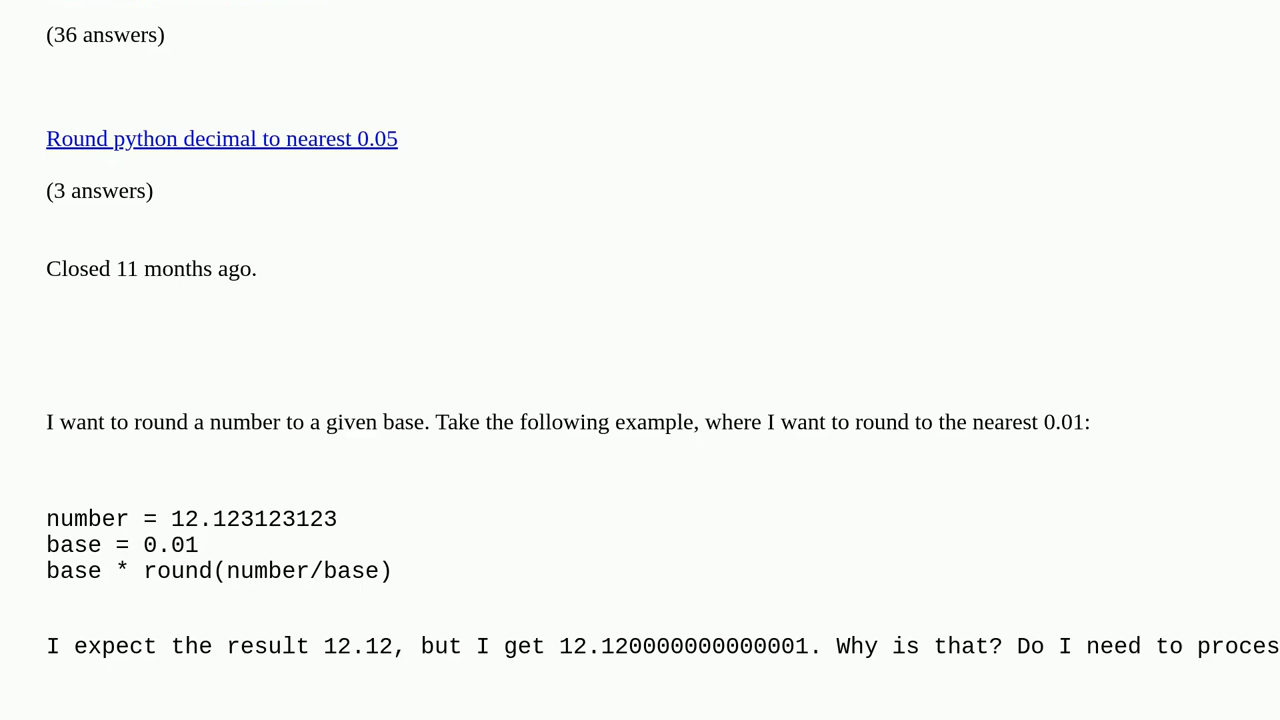 (36 answers)
Round python decimal to nearest 0.05
(3 answers)
Closed 11 months ago.
I want to round a number to a given base. Take the following example, where I want to round to the nearest 0.01:
number = 12.123123123
base = 0.01
base * round(number/base)
I expect the result 12.12, but I get 12.120000000000001. Why is that? Do I need to proces